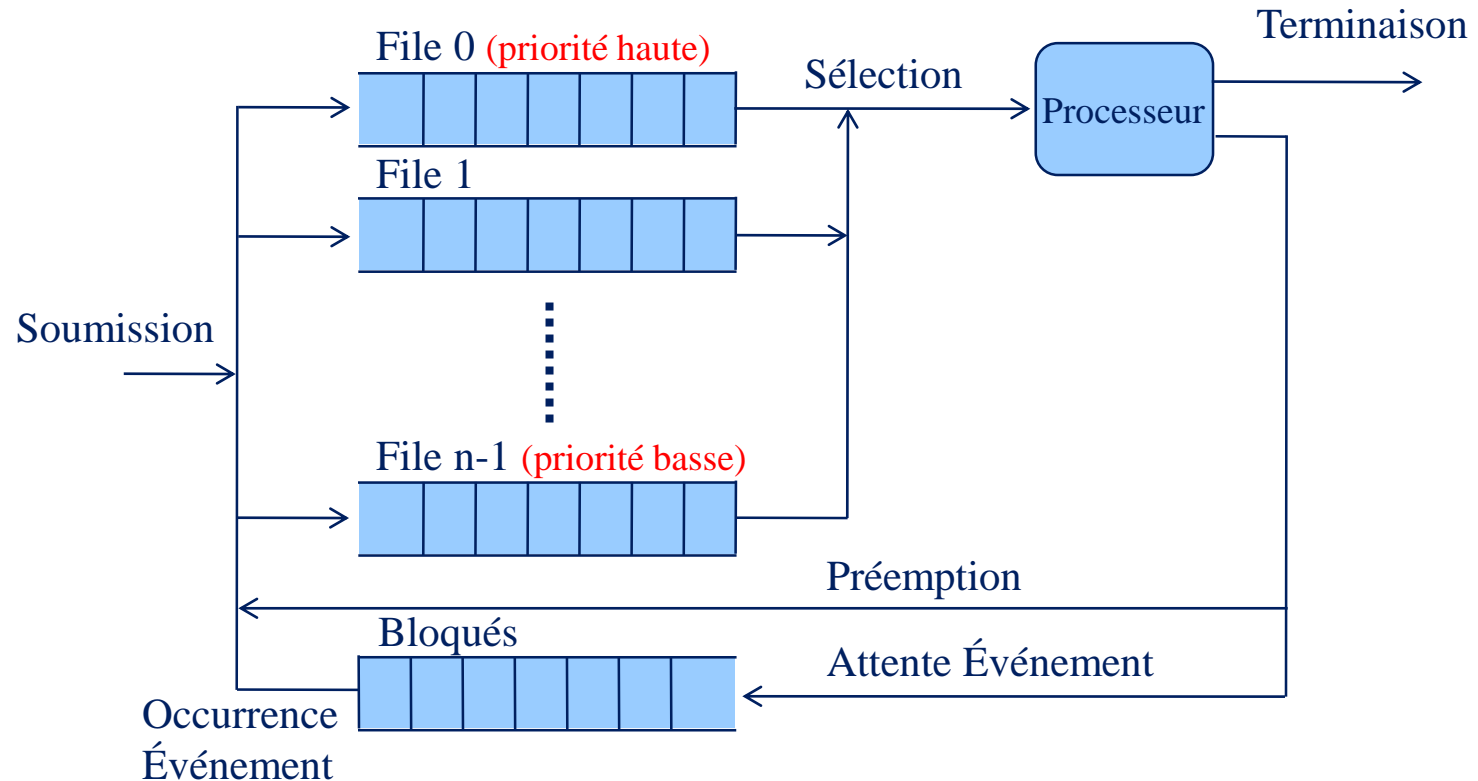 Terminaison
File 0 (priorité haute)
Sélection
Processeur
File 1
Soumission
File n-1 (priorité basse)
Préemption
Bloqués
Attente Événement
Occurrence
Événement